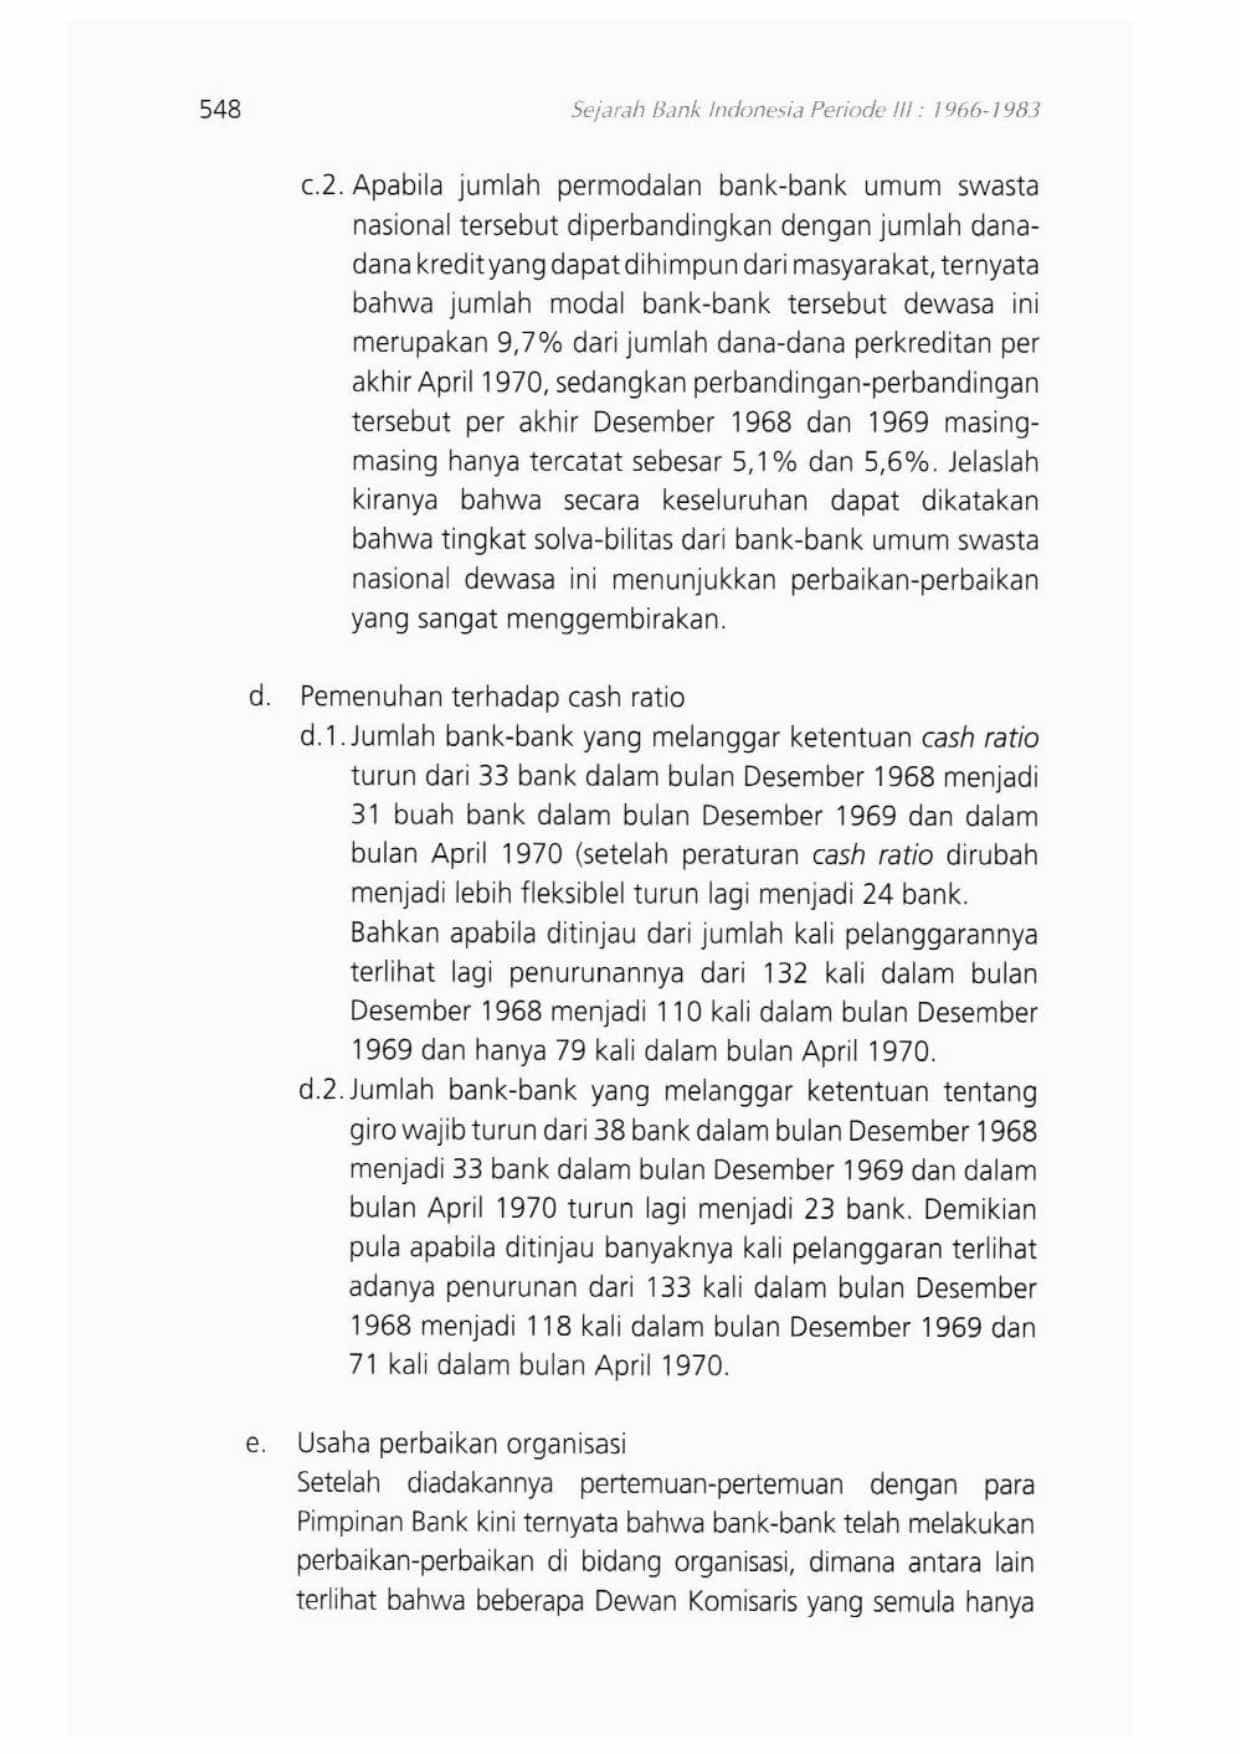 548
Sejarah Bank Indonesia Periode III : 1966-1983
c.2. Apabila jumlah permodalan bank-bank umum swasta
nasional tersebut diperbandingkan dengan jumlah dana-
dana kredit yang dapat dihimpun dari masyarakat, ternyata
bahwa jumlah modal bank-bank tersebut dewasa ini
merupakan 9,7% dari jumlah dana-dana perkreditan per
akhir April 1970, sedangkan perbandingan-perbandingan
tersebut per akhir Desember 1968 dan 1969 masing-
masing hanya tercatat sebesar 5,1% dan 5,6%. Jelaslah
kiranya bahwa secara keseluruhan dapat dikatakan
bahwa tingkat solva-bilitas dari bank-bank umum swasta
nasional dewasa ini menunjukkan perbaikan-perbaikan
yang sangat menggembirakan.
d. Pemenuhan terhadap cash ratio
d.1. Jumlah bank-bank yang melanggar ketentuan cash ratio
turun dari 33 bank dalam bulan Desember 1968 menjadi
31 buah bank dalam bulan Desember 1969 dan dalam
bulan April 1970 (setelah peraturan cash ratio dirubah
menjadi lebih fleksiblel turun lagi menjadi 24 bank.
Bahkan apabila ditinjau dari jumlah kali pelanggarannya
terlihat lagi penurunannya dari 132 kali dalam bulan
Desember 1968 menjadi 110 kali dalam bulan Desember
1969 dan hanya 79 kali dalam bulan April 1970.
d.2. Jumlah bank-bank yang melanggar ketentuan tentang
giro wajib turun dari 38 bank dalam bulan Desember 1968
menjadi 33 bank dalam bulan Desember 1969 dan dalam
bulan April 1970 turun lagi menjadi 23 bank. Demikian
pula apabila ditinjau banyaknya kali pelanggaran terlihat
adanya penurunan dari 133 kali dalam bulan Desember
1968 menjadi 118 kali dalam bulan Desember 1969 dan
71 kali dalam bulan April 1970.
e. Usaha perbaikan organisasi
Setelah diadakannya pertemuan-pertemuan dengan para
Pimpinan Bank kini ternyata bahwa bank-bank telah melakukan
perbaikan-perbaikan di bidang organisasi, dimana antara lain
terlihat bahwa beberapa Dewan Komisaris yang semula hanya